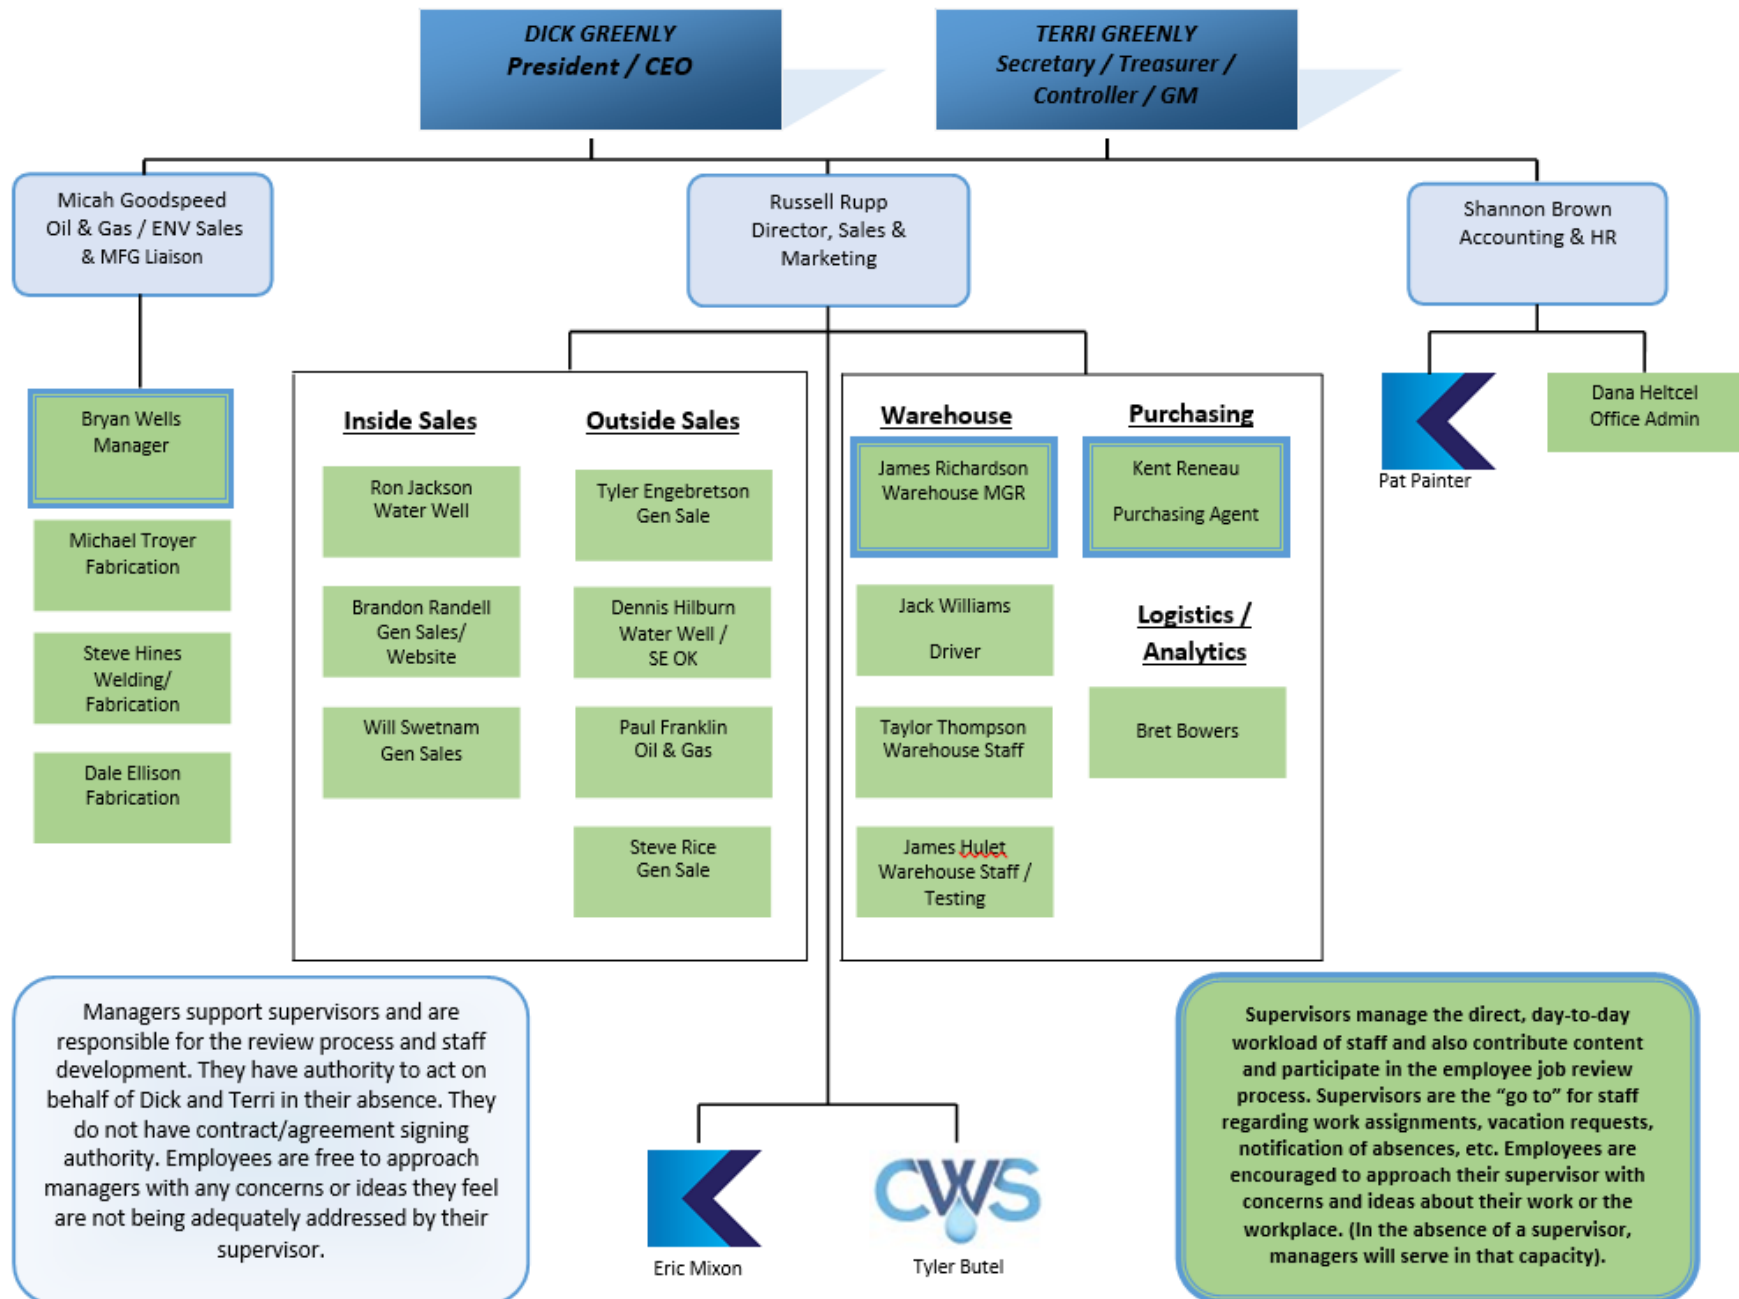 DICK GREENLY
President / CEO
TERRI GREENLY
Secretary / Treasurer /
Controller / GM
Micah Goodspeed
Oil & Gas / ENV Sales
& MFG Liaison
Russell Rupp
Director, Sales &
Marketing
Shannon Brown
Accounting & HR
Bryan Wells
Manager
Michael Troyer
Fabrication
Steve Hines
Welding/
Fabrication
Dale Ellison
Fabrication
Inside Sales
Ron Jackson
Water Well
Brandon Randell
Gen Sales/
Website
Will Swetnam
Gen Sales
Outside Sales
Tyler Engebretson
Gen Sale
Dennis Hilburn
Water Well /
SE OK
Paul Franklin
Oil & Gas
Steve Rice
Gen Sale
Warehouse
James Richardson
Warehouse MGR
Jack Williams
Driver
Taylor Thompson
Warehouse Staff
James Hulet
Warehouse Staff /
Testing
Purchasing
Kent Reneau
Purchasing Agent
Logistics /
Analytics
Bret Bowers
Pat Painter
Dana Heltcel
Office Admin
Managers support supervisors and are
responsible for the review process and staff
development. They have authority to act on
behalf of Dick and Terri in their absence. They
do not have contract/agreement signing
authority. Employees are free to approach
managers with any concerns or ideas they feel
are not being adequately addressed by their
supervisor.
Eric Mixon
CWS
Tyler Butel
Supervisors manage the direct, day-to-day
workload of staff and also contribute content
and participate in the employee job review
process. Supervisors are the “go to” for staff
regarding work assignments, vacation requests,
notification of absences, etc. Employees are
encouraged to approach their supervisor with
concerns and ideas about their work or the
workplace. (In the absence of a supervisor,
managers will serve in that capacity).